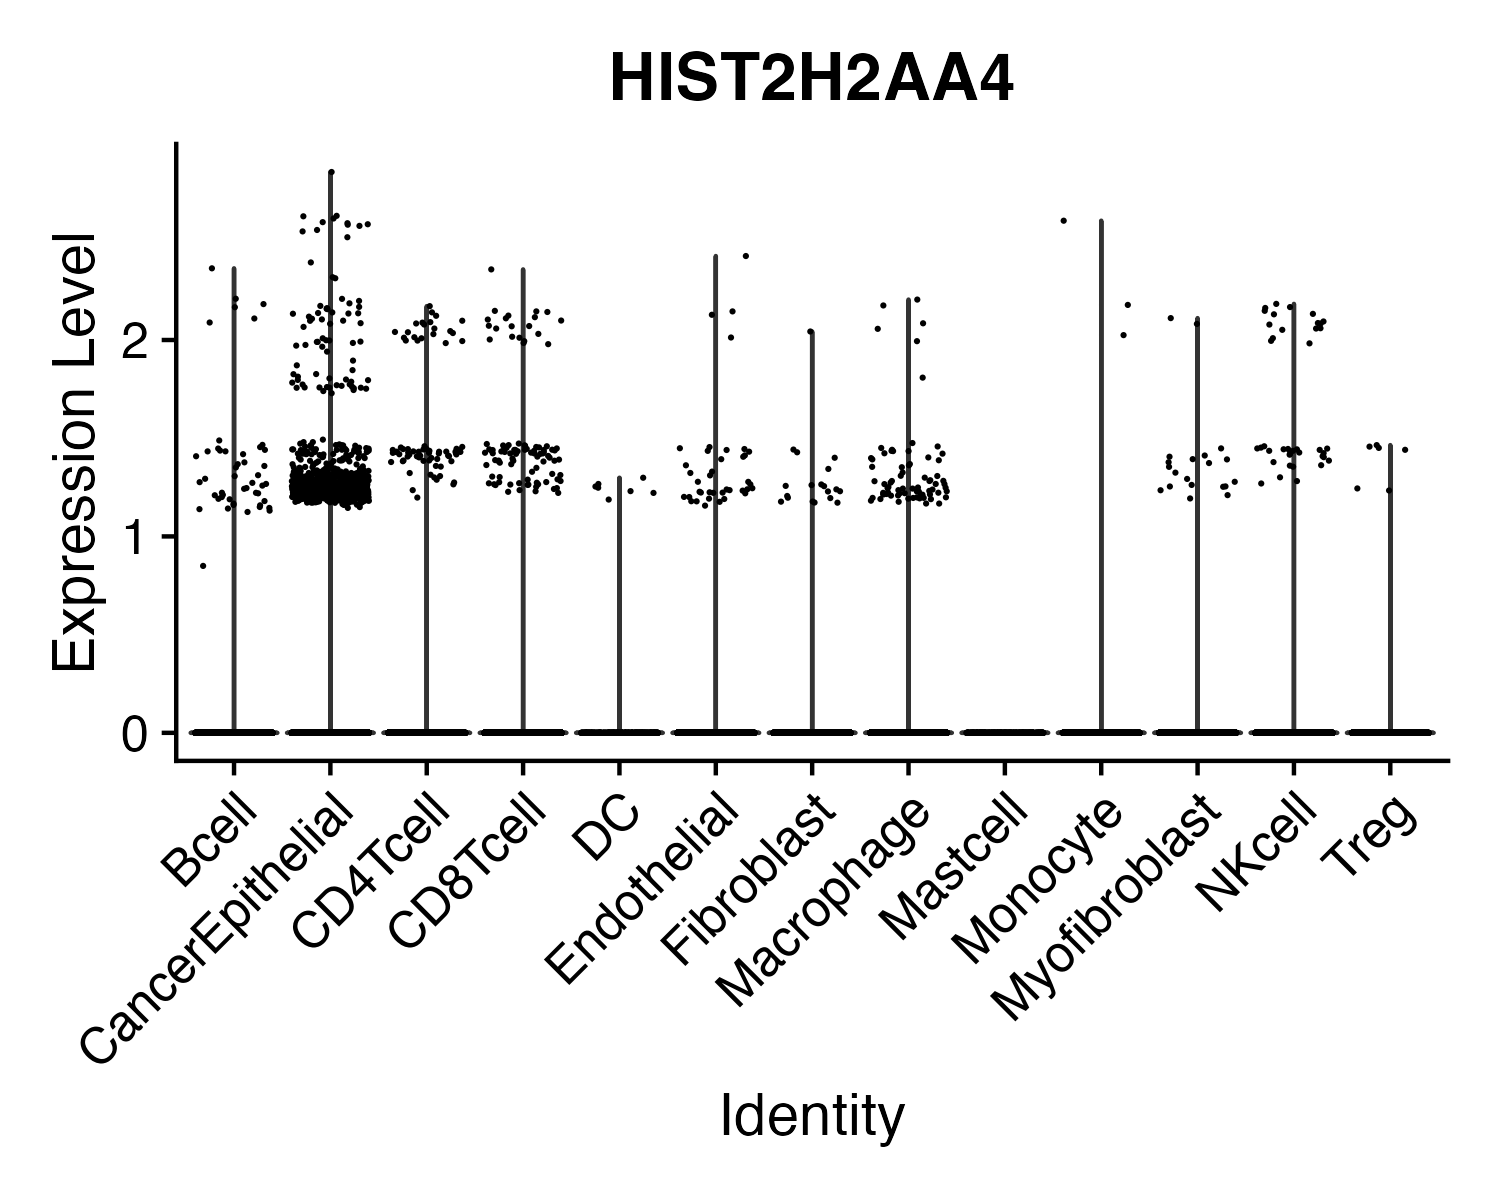 HIST2H2AA4
Expression Level
2
1
0
Bcell
CancerEpithelial
CD4Tcell
CD8Tcell
DC
Endothelial
Fibroblast
Macrophage
Mastcell
Monocyte
Myofibroblast
NKcell
Treg
Identity